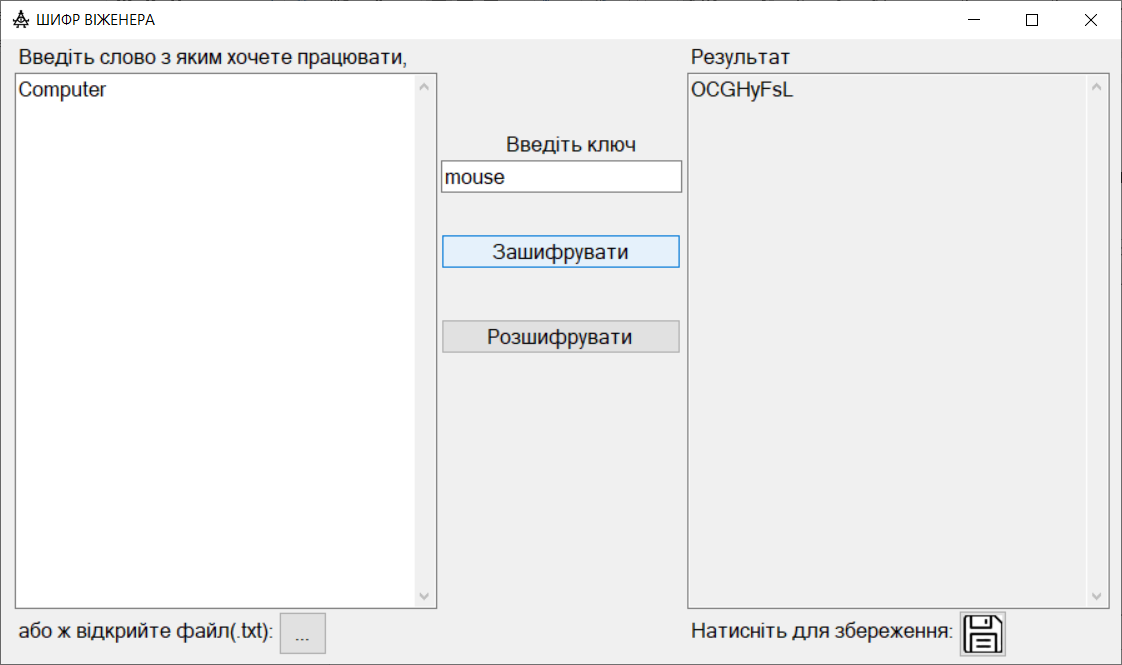 ШИФР ВІЖЕНЕРА
Введіть слово з яким хочете працювати,
Computer
Введіть ключ
mouse
Зашифрувати
Розшифрувати
Результат
OCGHyFsL
або ж відкрийте файл(.txt):
...
Натисніть для збереження: